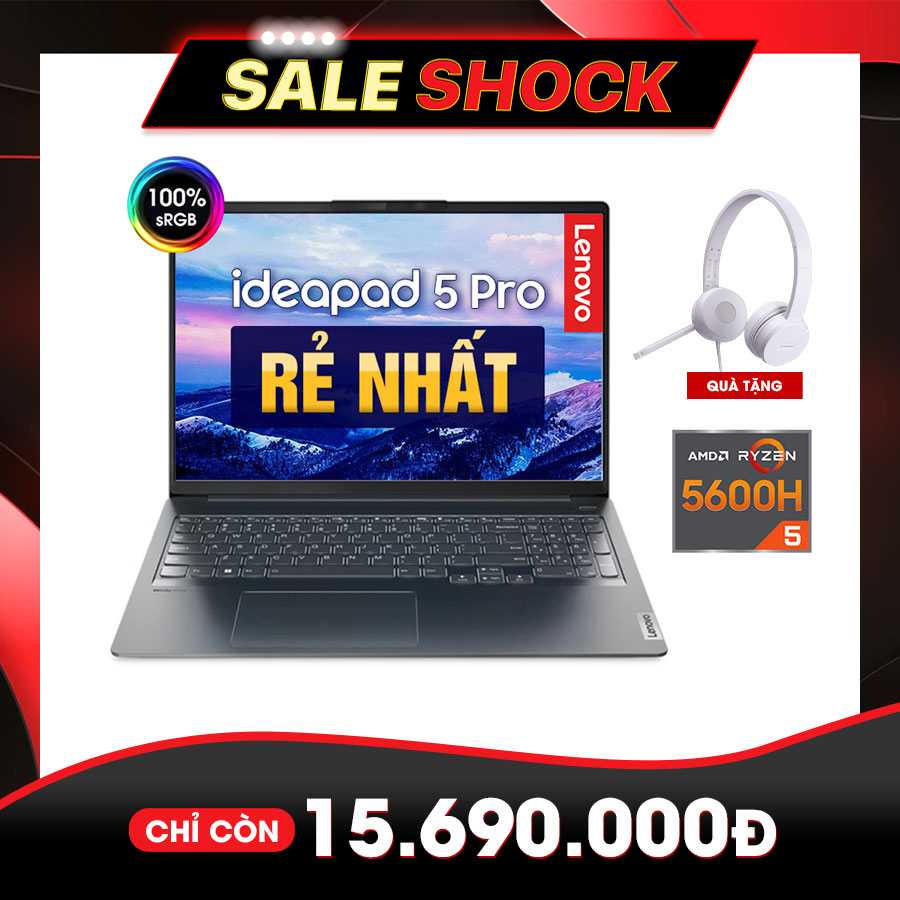 SALE SHOCK
100%
sRGB
Lenovo
ideapad 5 Pro
RẺ NHẤT
QUÀ TẶNG
AMD RYZEN
5600H
5
Lenovo
CHỈ CÒN 15.690.000Đ